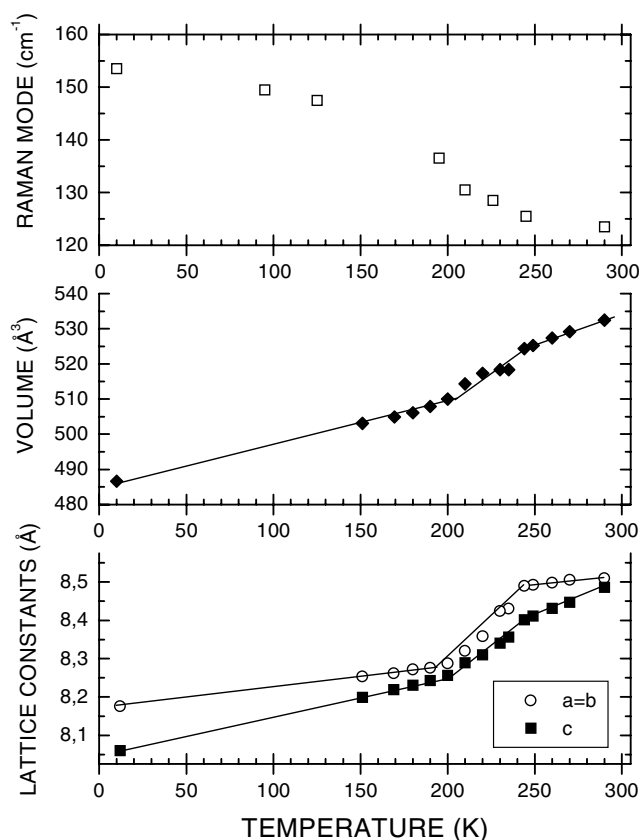 160
150
140
130
120
RAMAN MODE (cm⁻¹)
0 50 100 150 200 250 300
540
530
520
510
500
490
480
VOLUME (Å³)
0 50 100 150 200 250 300
8,5
8,4
8,3
8,2
8,1
LATTICE CONSTANTS (Å)
a=b
c
0 50 100 150 200 250 300
TEMPERATURE (K)